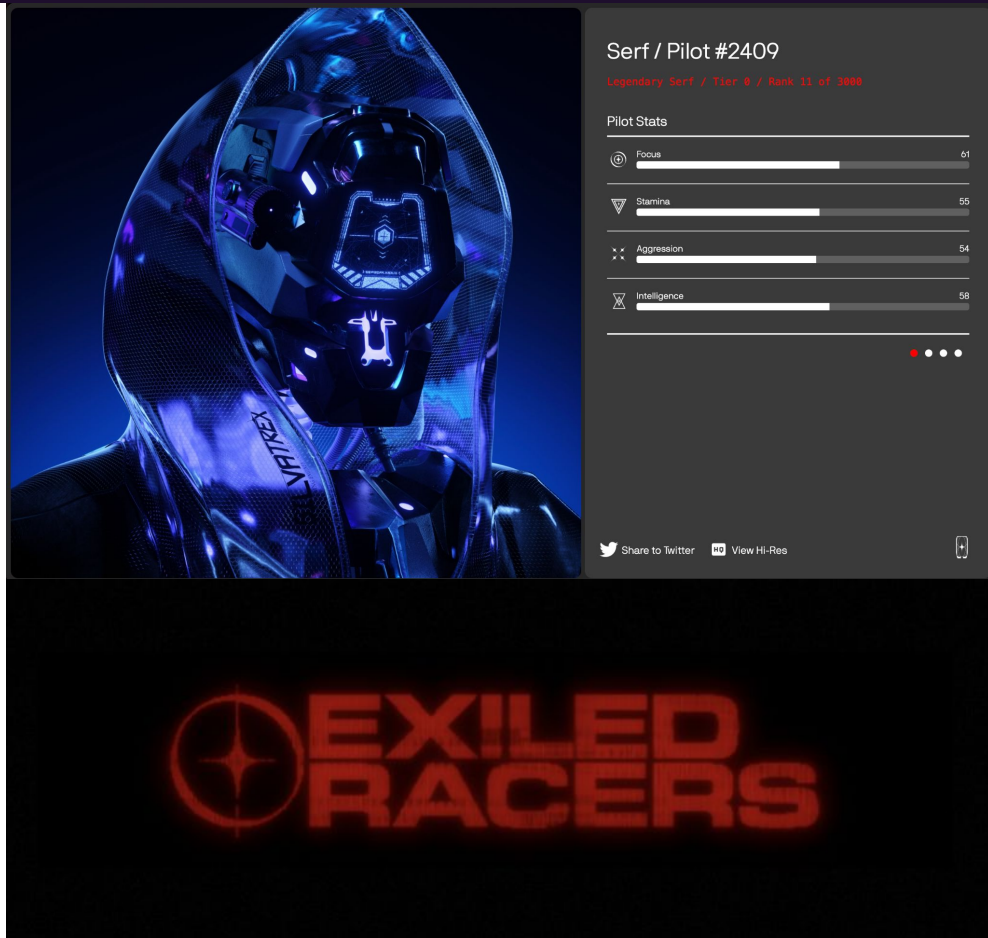 Serf / Pilot #2409
Legendary Serf / Tier 0 / Rank 11 of 3000
Pilot Stats
Focus 61
Stamina 55
Aggression 54
Intelligence 58
VATREX
Share to Twitter HQ View Hi-Res
EXILED
RACERS